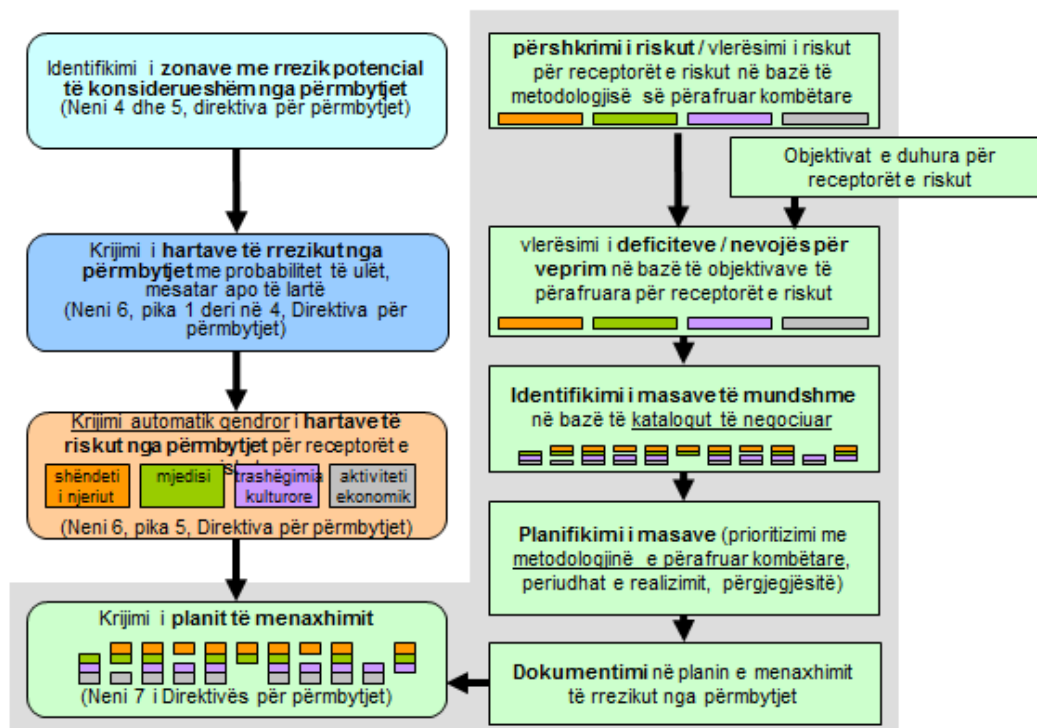 Identifikimi i zonave me rrezik potencial
të konsiderueshëm nga përmbytjet
(Neni 4 dhe 5, direktiva për përmbytjet)
Krijimi i hartave të rrezikut nga
përmbytjet me probabilitet të ulët,
mesatar apo të lartë
(Neni 6, pika 1 deri në 4, Direktiva për
përmbytjet)
Krijimi automatik qendror i hartave të
riskut nga përmbytjet për receptorët e
shëndeti
i njeriut
mjedisi
trashëgimia
kulturore
aktiviteti
ekonomik
(Neni 6, pika 5, Direktiva për përmbytjet)
Krijimi i planit të menaxhimit
(Neni 7 i Direktivës për përmbytjet)
përshkrimi i riskut / vlerësimi i riskut
për receptorët e riskut në bazë të
metodologjisë së përafruar kombëtare
Objektivat e duhura për
receptorët e riskut
vlerësimi i deficiteve / nevojës për
veprim në bazë të objektivave të
përafruara për receptorët e riskut
Identifikimi i masave të mundshme
në bazë të katalogut të negociuar
Planifikimi i masave (prioritizimi me
metodologjinë e përafruar kombëtare,
periudhat e realizimit, përgjegjësitë)
Dokumentimi në planin e menaxhimit
të rrezikut nga përmbytjet